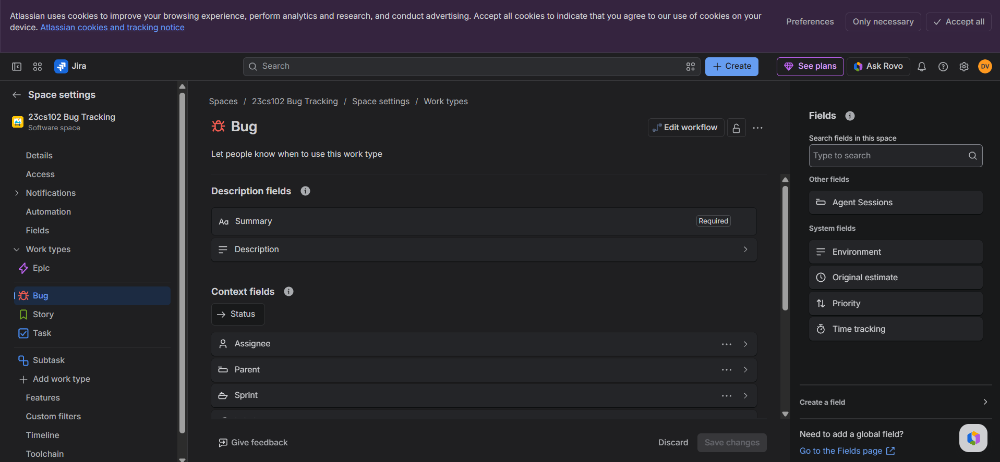 Atlassian uses cookies to improve your browsing experience, perform analytics and research, and conduct advertising. Accept all cookies to indicate that you agree to our use of cookies on your
device. Atlassian cookies and tracking notice
Preferences
Only necessary
Accept all
Jira
Search
Create
See plans
Ask Rovo
DV
Space settings
23cs102 Bug Tracking
Software space
Details
Access
Notifications
Automation
Fields
Work types
Epic
Bug
Story
Task
Subtask
Add work type
Features
Custom filters
Timeline
Toolchain
Spaces / 23cs102 Bug Tracking / Space settings / Work types
Bug
Edit workflow
Let people know when to use this work type
Description fields
Aa Summary
Required
Description
Context fields
Status
Assignee
Parent
Sprint
Give feedback
Discard
Save changes
Fields
Search fields in this space
Type to search
Other fields
Agent Sessions
System fields
Environment
Original estimate
Priority
Time tracking
Create a field
Need to add a global field?
Go to the Fields page